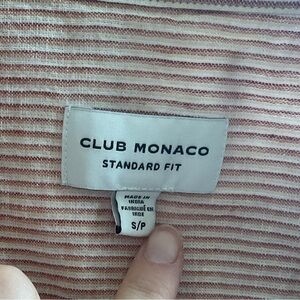 CLUB MONACO
STANDARD FIT
MADE IN
INDIA
FABRIQUÉ EN
INDE
S/P